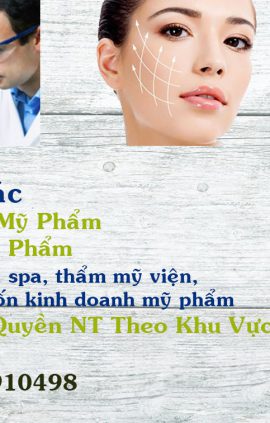 ác
Mỹ Phẩm
Phẩm
spa, thẩm mỹ viện,
ốn kinh doanh mỹ phẩm
Quyền NT Theo Khu Vực
910498